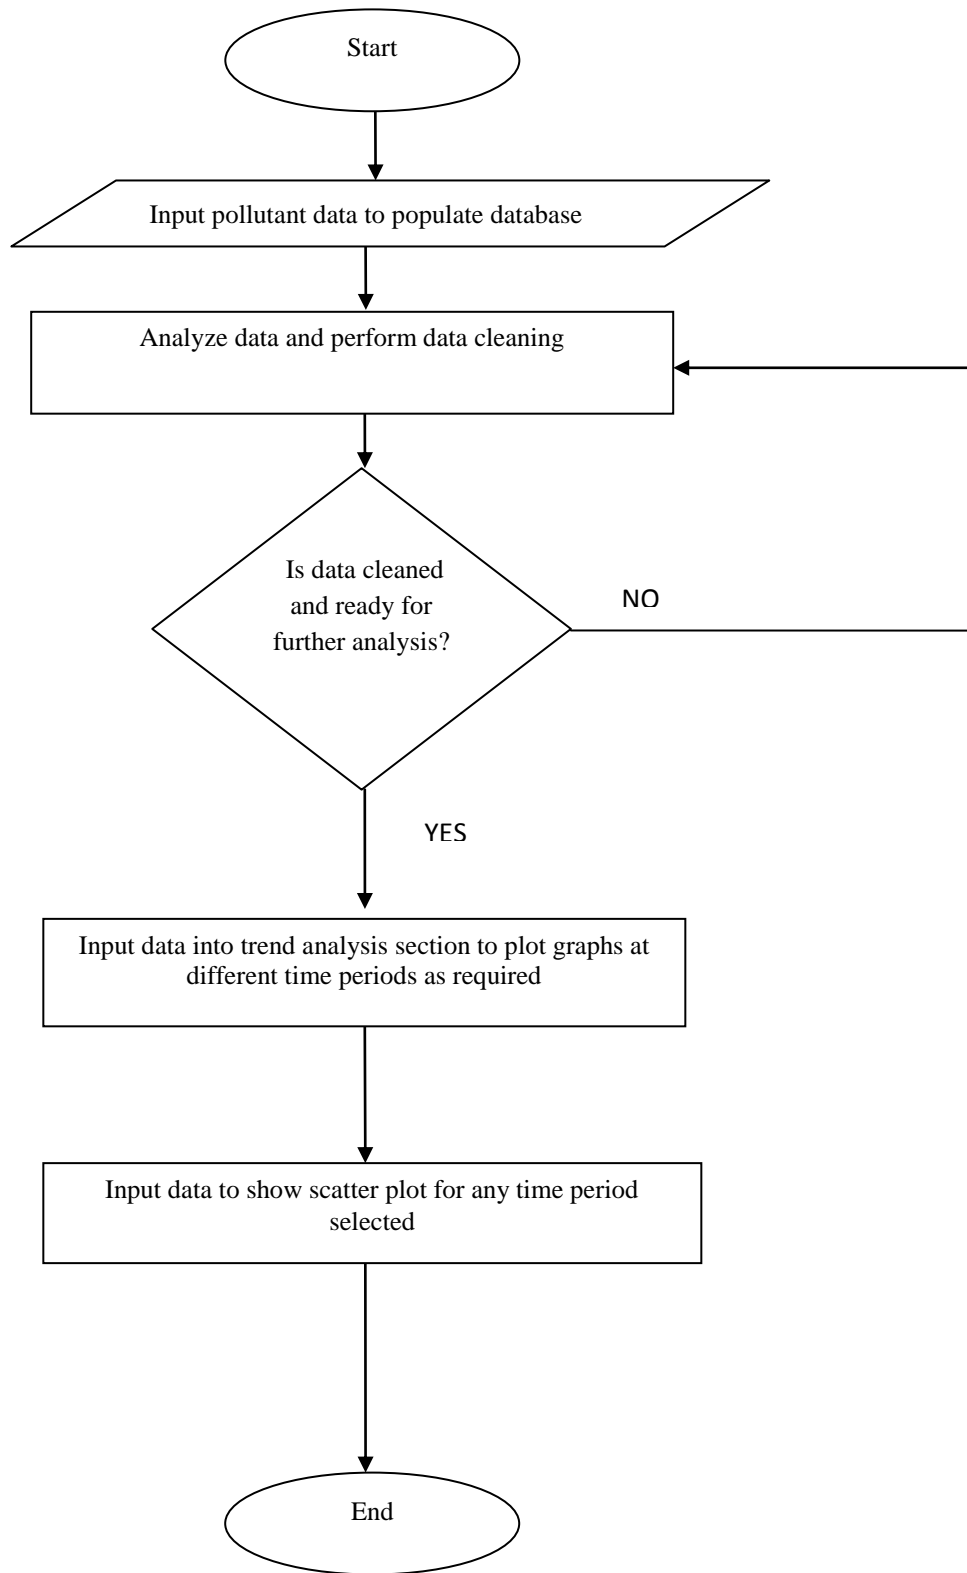 Start
Input pollutant data to populate database
Analyze data and perform data cleaning
Is data cleaned
and ready for
further analysis?
NO
YES
Input data into trend analysis section to plot graphs at
different time periods as required
Input data to show scatter plot for any time period
selected
End